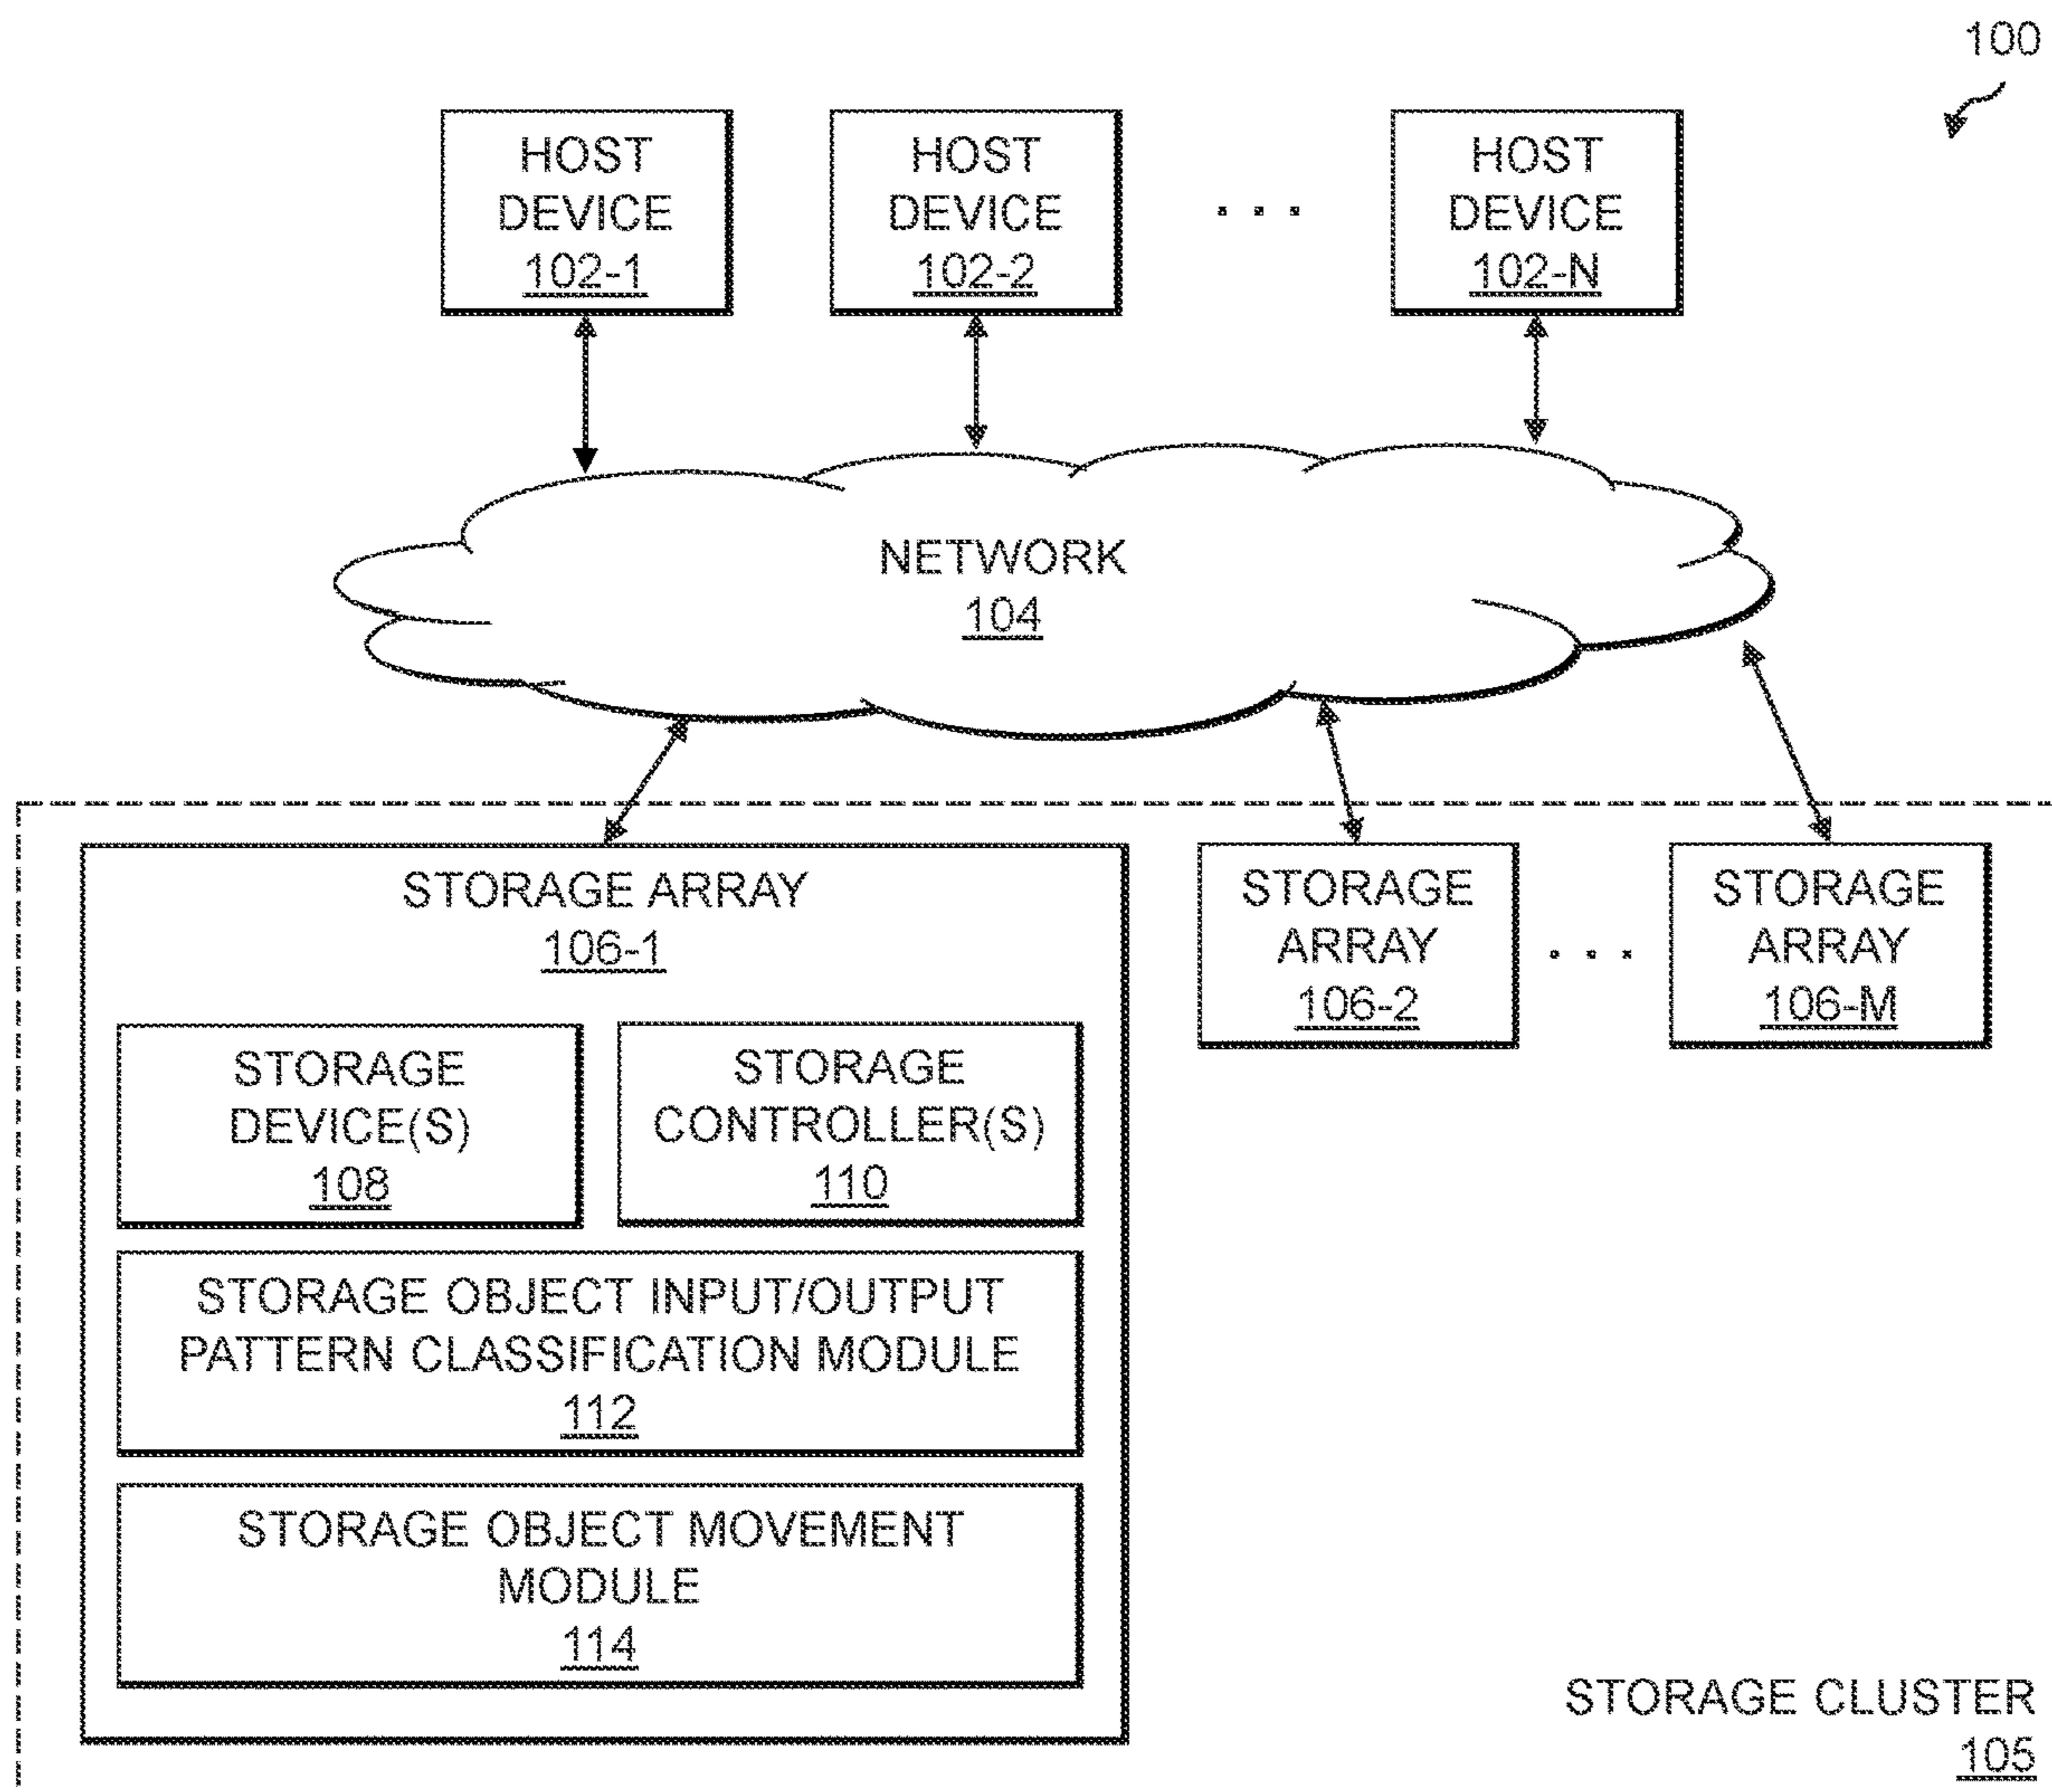 100
HOST
DEVICE
102-1
HOST
DEVICE
102-2
. . .
HOST
DEVICE
102-N
NETWORK
104
STORAGE ARRAY
106-1
STORAGE
DEVICE(S)
108
STORAGE
CONTROLLER(S)
110
STORAGE OBJECT INPUT/OUTPUT
PATTERN CLASSIFICATION MODULE
112
STORAGE OBJECT MOVEMENT
MODULE
114
STORAGE
ARRAY
106-2
. . .
STORAGE
ARRAY
106-M
STORAGE CLUSTER
105